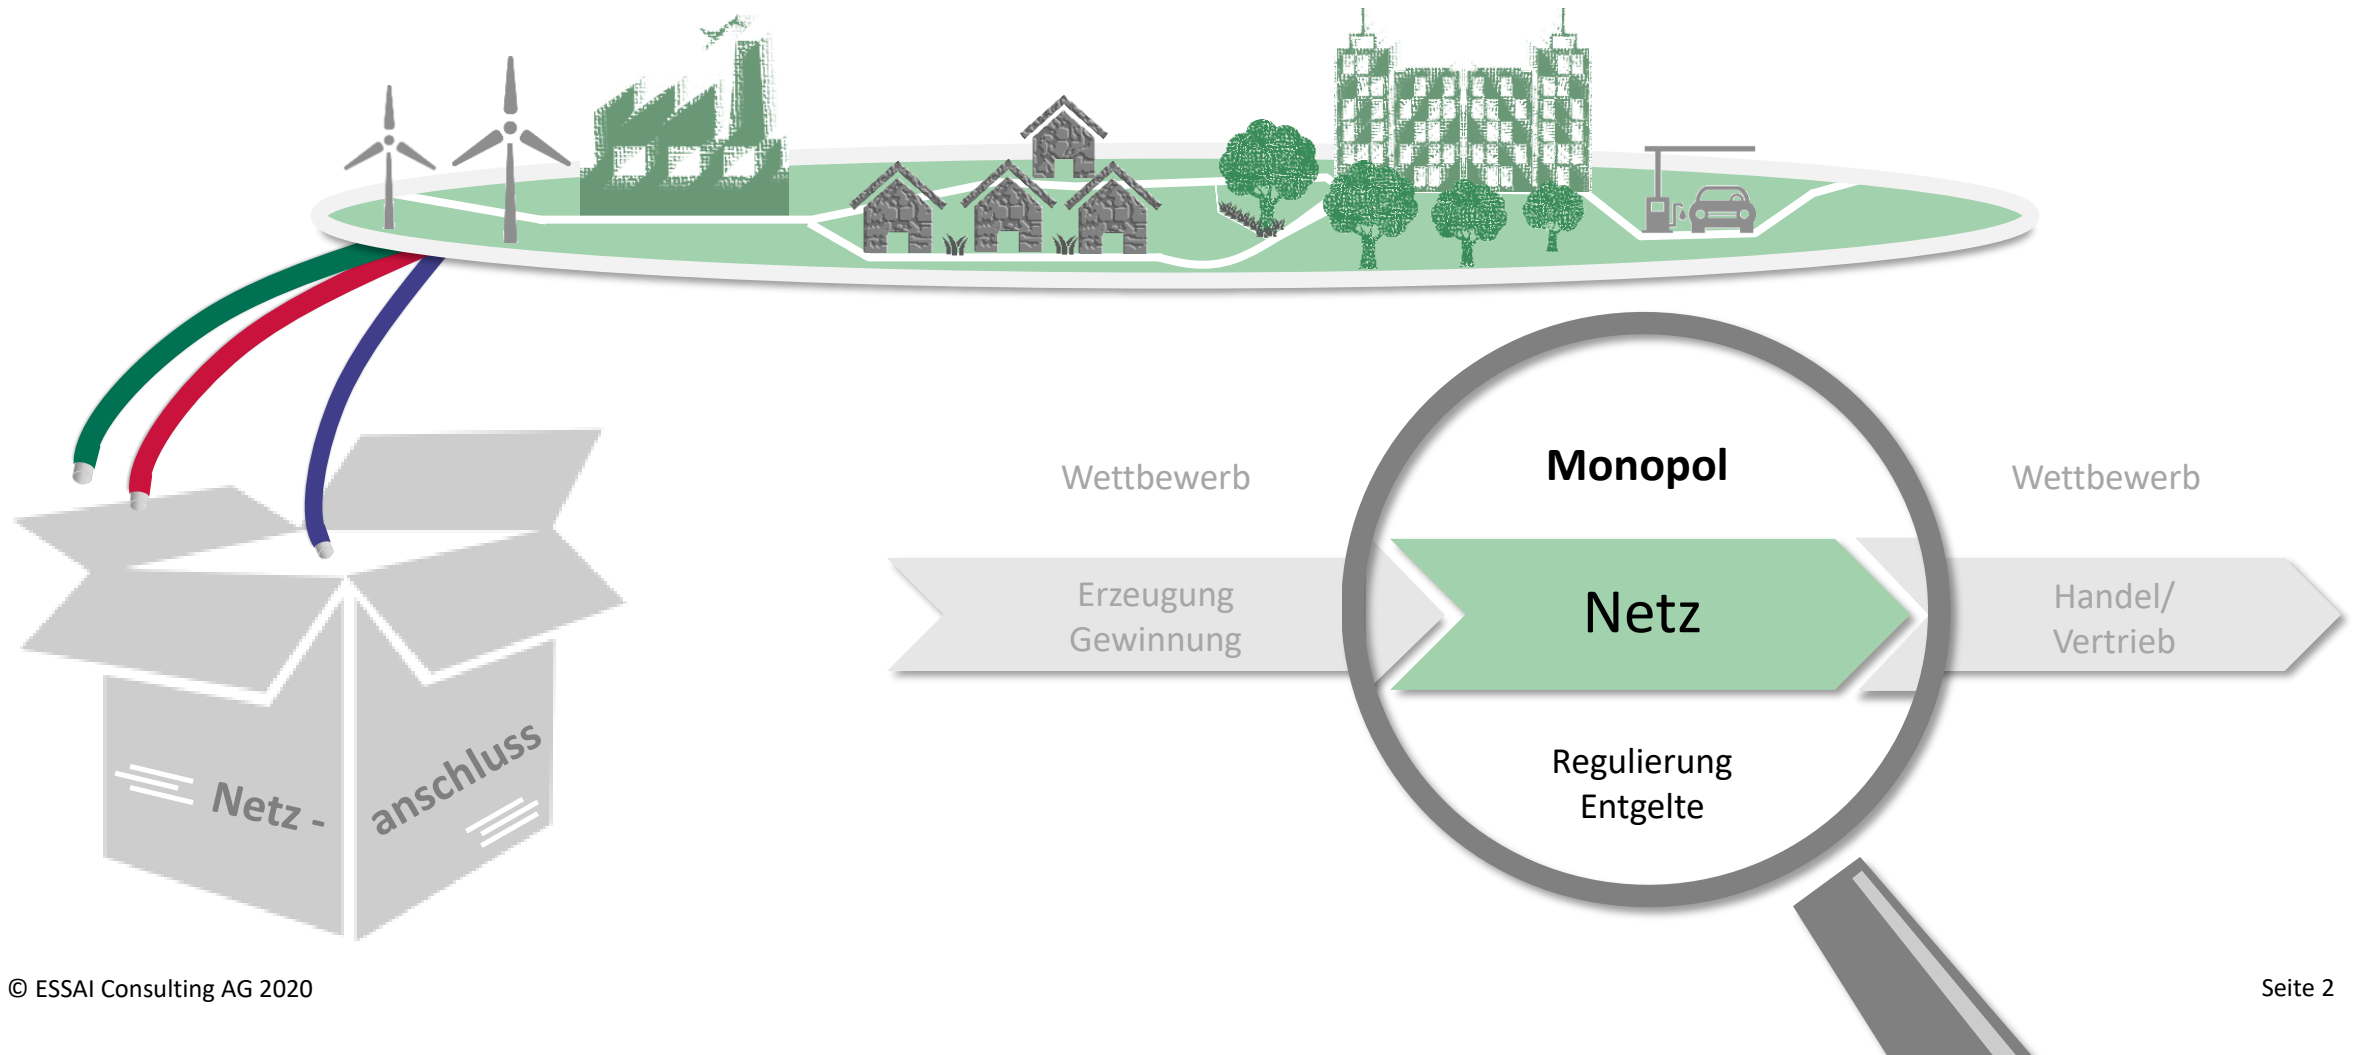 Monopol
Wettbewerb
Wettbewerb
Erzeugung
Gewinnung
Netz
Handel/
Vertrieb
Regulierung
Entgelte
Netz -
anschluss
© ESSAI Consulting AG 2020
Seite 2